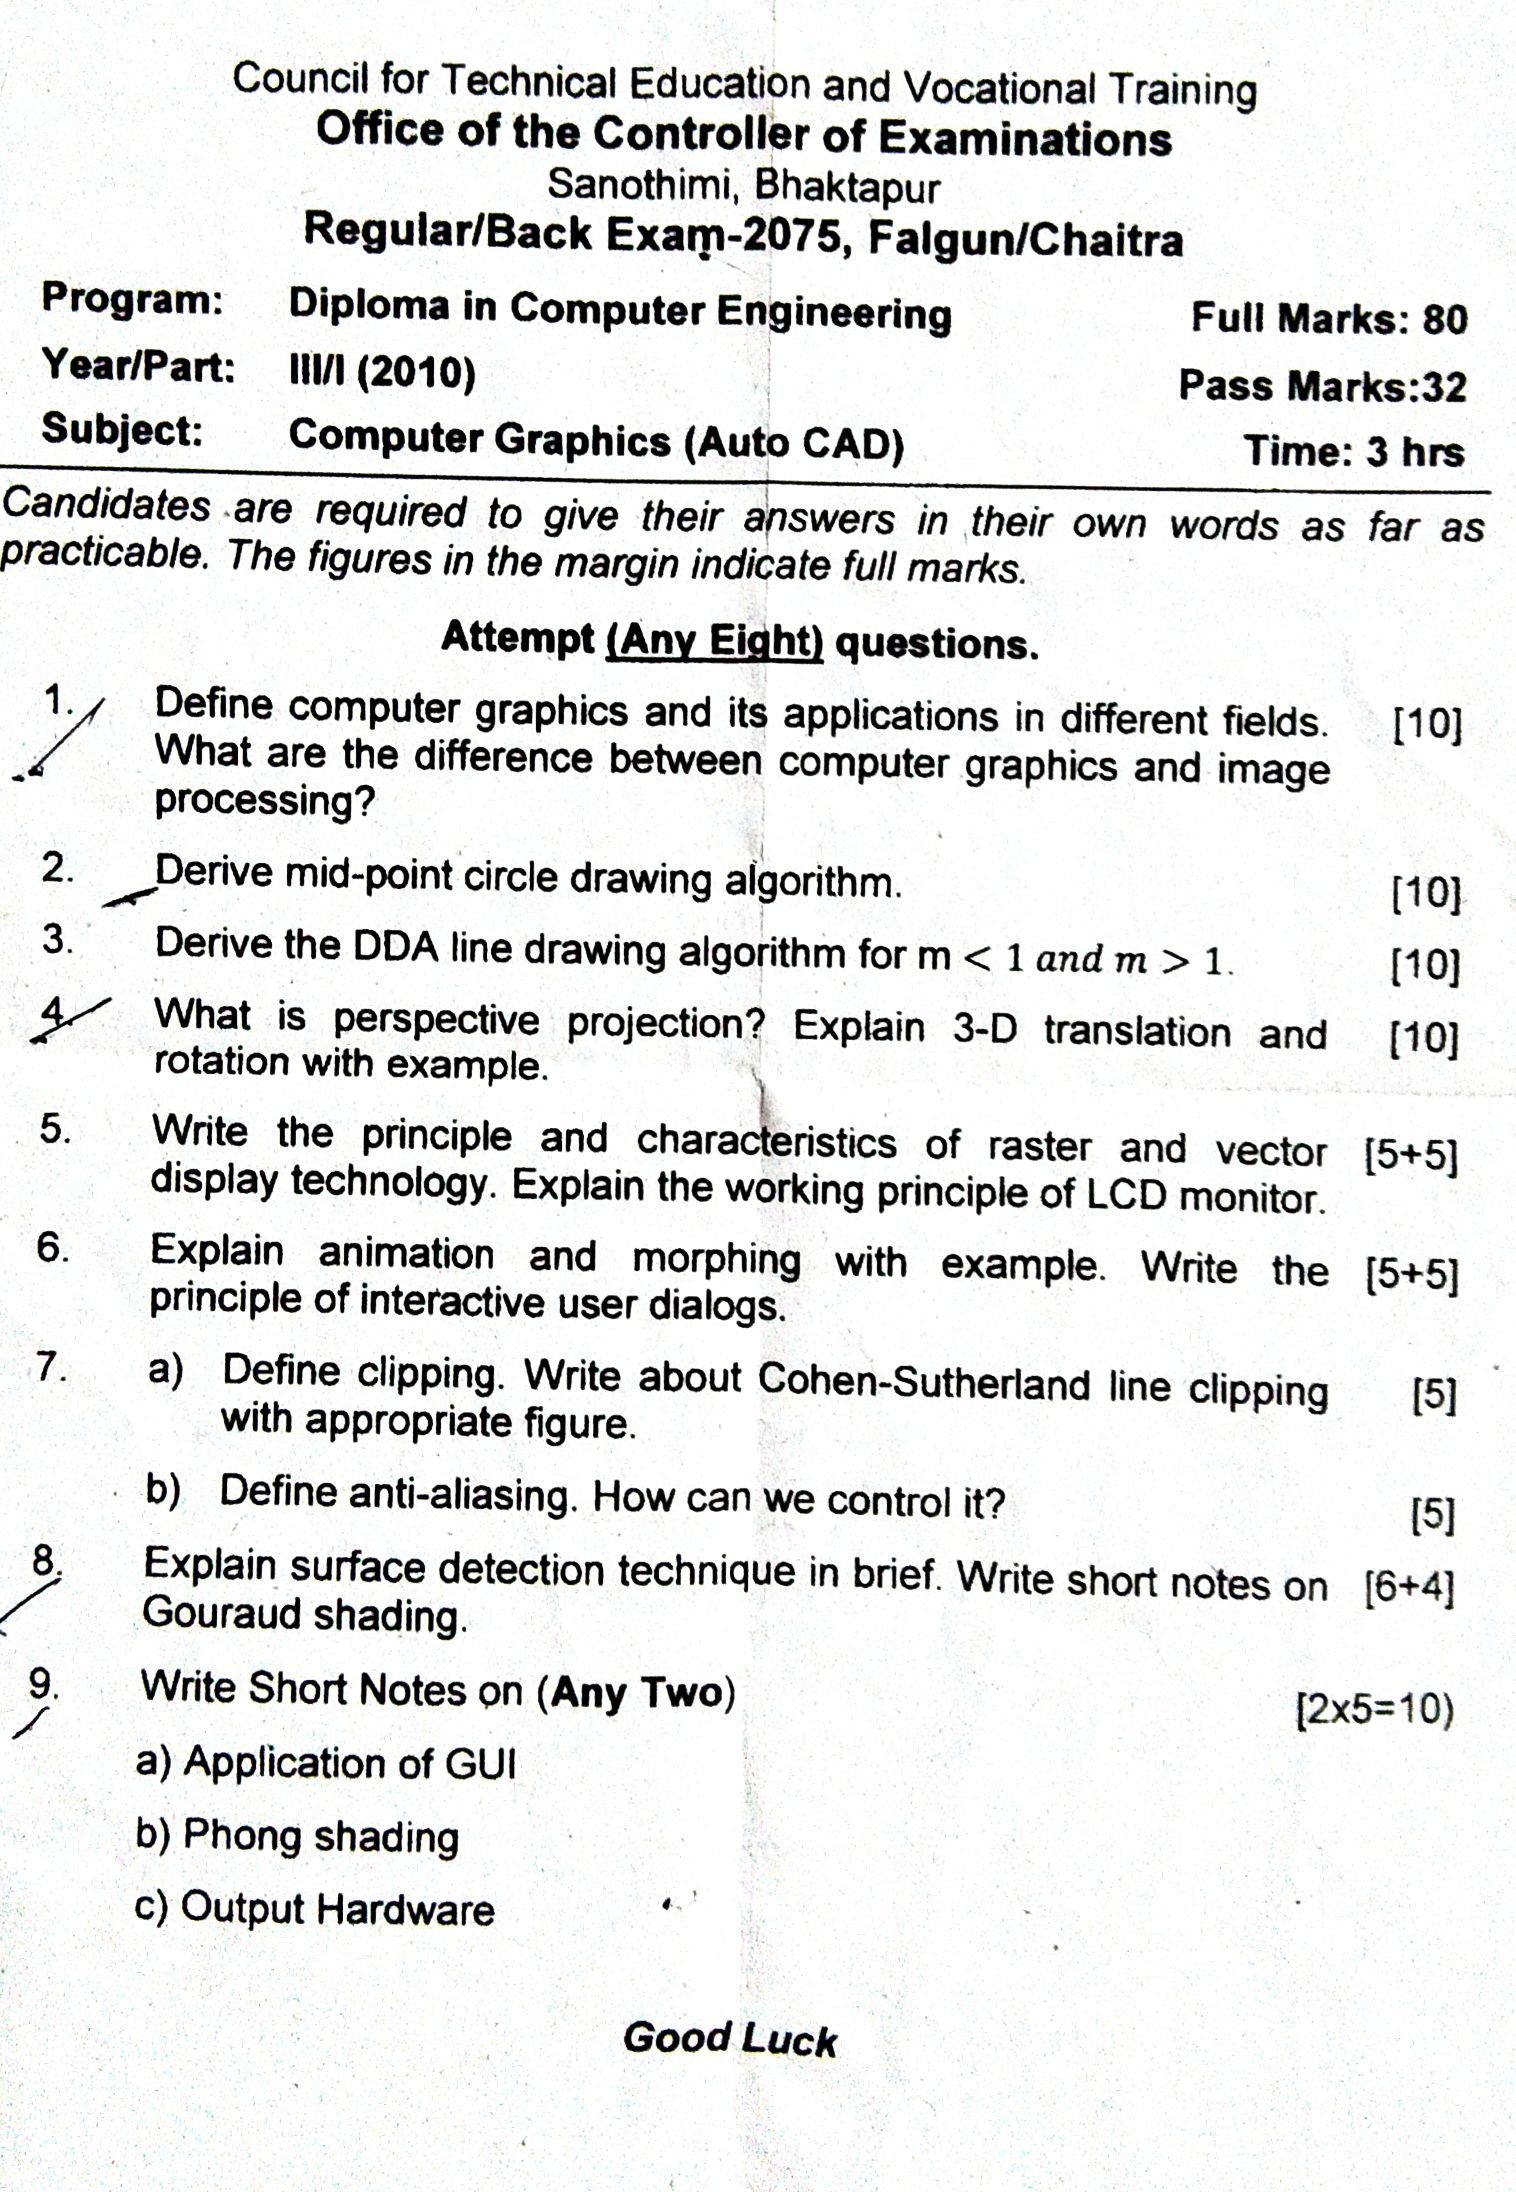 Council for Technical Education and Vocational Training
Office of the Controller of Examinations
Sanothimi, Bhaktapur
Regular/Back Exam-2075, Falgun/Chaitra
Program: Diploma in Computer Engineering Full Marks: 80
Year/Part: III/I (2010) Pass Marks:32
Subject: Computer Graphics (Auto CAD) Time: 3 hrs
Candidates are required to give their answers in their own words as far as
practicable. The figures in the margin indicate full marks.
Attempt (Any Eight) questions.
1. Define computer graphics and its applications in different fields. [10]
What are the difference between computer graphics and image
processing?
2. Derive mid-point circle drawing algorithm. [10]
3. Derive the DDA line drawing algorithm for m < 1 and m > 1. [10]
4. What is perspective projection? Explain 3-D translation and [10]
rotation with example.
5. Write the principle and characteristics of raster and vector [5+5]
display technology. Explain the working principle of LCD monitor.
6. Explain animation and morphing with example. Write the [5+5]
principle of interactive user dialogs.
7. a) Define clipping. Write about Cohen-Sutherland line clipping [5]
with appropriate figure.
b) Define anti-aliasing. How can we control it? [5]
8. Explain surface detection technique in brief. Write short notes on [6+4]
Gouraud shading.
9. Write Short Notes on (Any Two) [2x5=10)
a) Application of GUI
b) Phong shading
c) Output Hardware
Good Luck